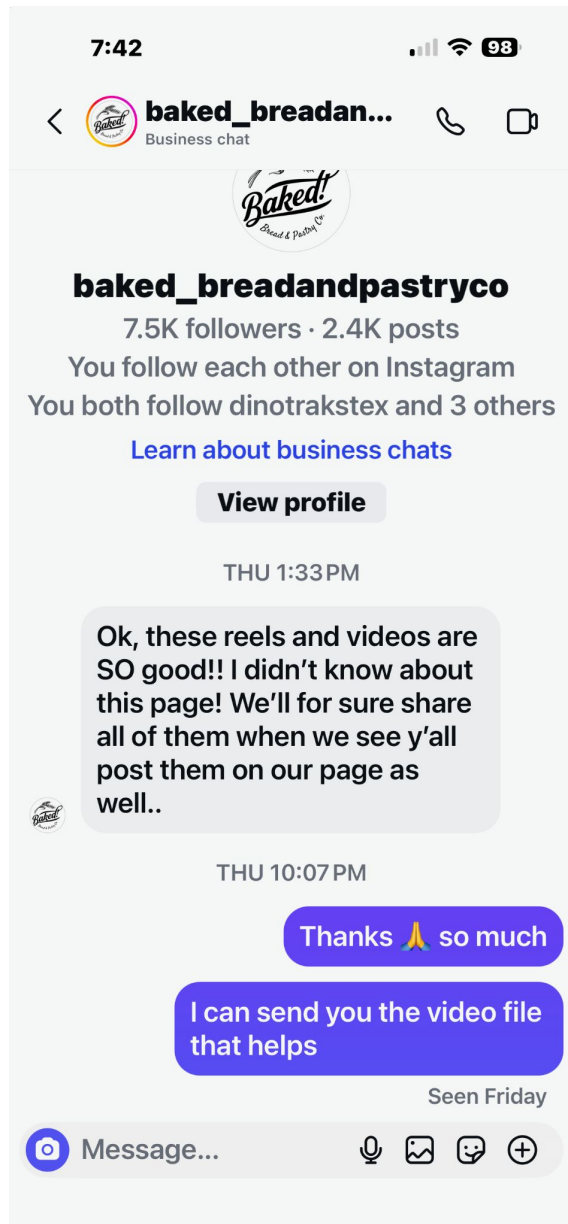 7:42
98
baked_breadan...
Business chat
Baked!
Baked!
Bread & Pastry Co.
baked_breadandpastryco
7.5K followers · 2.4K posts
You follow each other on Instagram
You both follow dinotrakstex and 3 others
Learn about business chats
View profile
THU 1:33 PM
Ok, these reels and videos are
SO good!! I didn’t know about
this page! We’ll for sure share
all of them when we see y’all
post them on our page as
well..
Baked!
THU 10:07 PM
Thanks 🙏 so much
I can send you the video file
that helps
Seen Friday
Message...